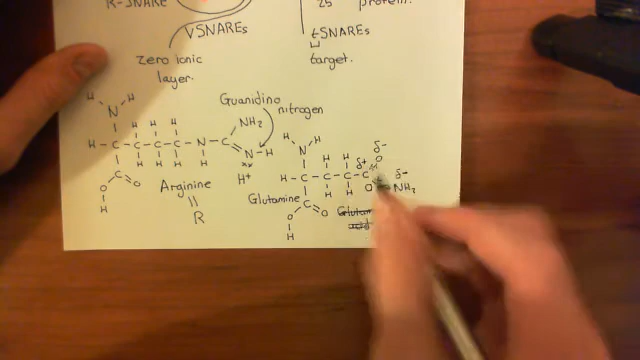 R-SNARE
25 protein.
vSNAREs
tSNAREs
Zero ionic
layer.
target.
Guanidino
nitrogen
H H
N
H - C - C - C - C - N - C = N - H
NH₂
H H H
H H H H
H⁺
C
O O
H
Arginine
R
H H
N
H - C - C - C - C
H H
H H
δ+
δ-
O
δ-
NH₂
Glutamine
C
O O
H